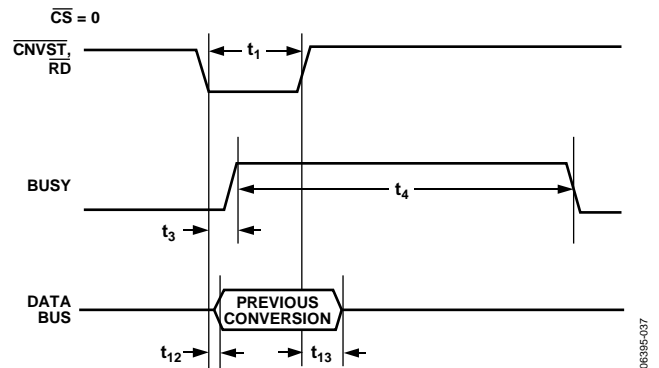 CS = 0
CNVST,
RD
t1
BUSY
t4
t3
DATA
BUS
PREVIOUS
CONVERSION
t12
t13
06395-037